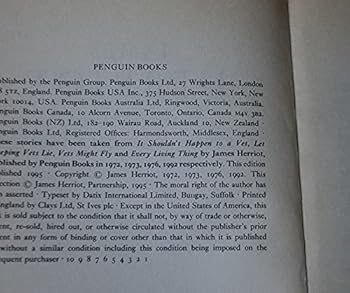 PENGUIN BOOKS
ublished by the Penguin Group. Penguin Books Ltd, 27 Wrights Lane, London
8 5TZ, England. Penguin Books USA Inc., 375 Hudson Street, New York, New
ork 10014, USA. Penguin Books Australia Ltd, Ringwood, Victoria, Australia.
nguin Books Canada, 10 Alcorn Avenue, Toronto, Ontario, Canada M4V 3B2.
nguin Books (NZ) Ltd, 182-190 Wairau Road, Auckland 10, New Zealand ·
nguin Books Ltd, Registered Offices: Harmondsworth, Middlesex, England ·
ese stories have been taken from It Shouldn't Happen to a Vet, Let
eeping Vets Lie, Vets Might Fly and Every Living Thing by James Herriot,
ublished by Penguin Books in 1972, 1973, 1976, 1992 respectively. This edition
blished 1995 · Copyright © James Herriot, 1972, 1973, 1976, 1992. This
ection © James Herriot, Partnership, 1995 · The moral right of the author has
n asserted · Typeset by Datix International Limited, Bungay, Suffolk · Printed
ngland by Clays Ltd, St Ives plc · Except in the United States of America, this
k is sold subject to the condition that it shall not, by way of trade or otherwise,
ent, re-sold, hired out, or otherwise circulated without the publisher's prior
ent in any form of binding or cover other than that in which it is published
without a similar condition including this condition being imposed on the
equent purchaser · 10 9 8 7 6 5 4 3 2 1